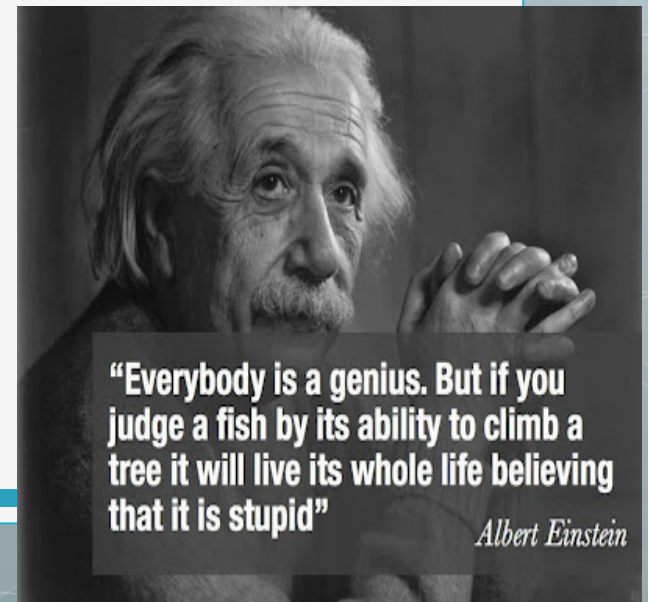 “Everybody is a genius. But if you
judge a fish by its ability to climb a
tree it will live its whole life believing
that it is stupid”
Albert Einstein